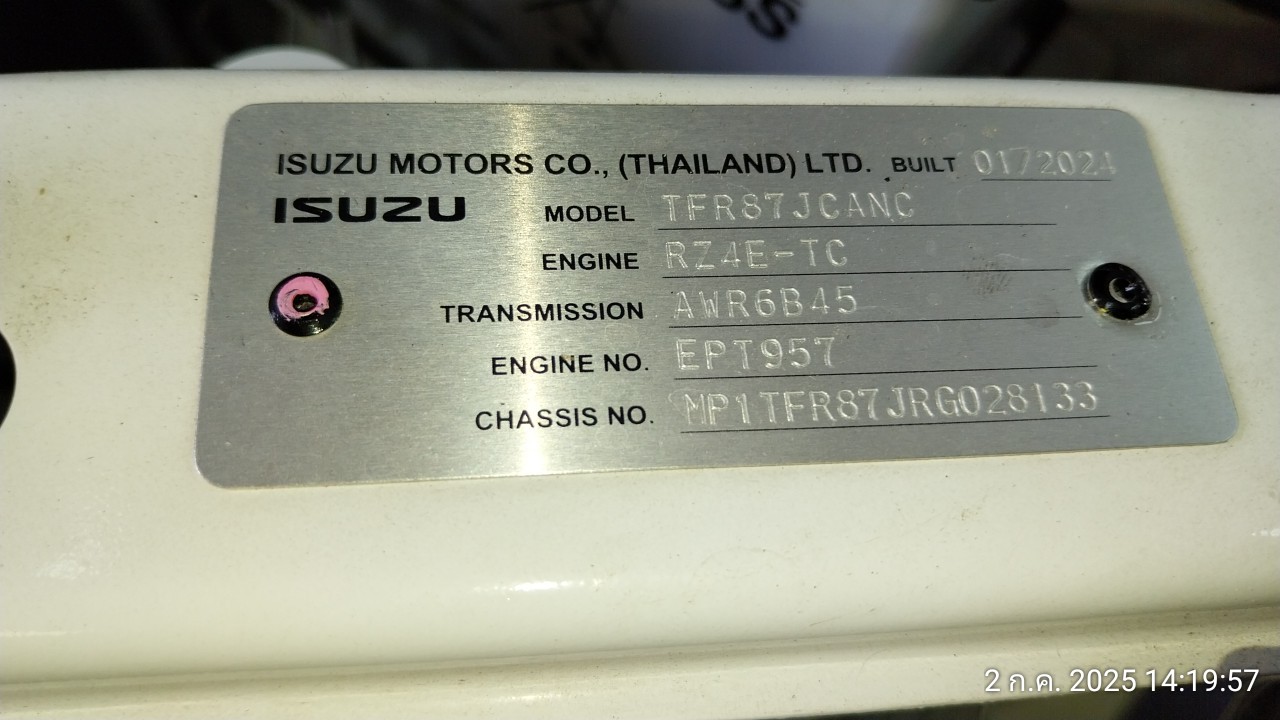 SS
ISUZU MOTORS CO., (THAILAND) LTD. BUILT 01/2024
ISUZU MODEL TFR87JCANC
ENGINE RZ4E-TC
TRANSMISSION AWR6B45
ENGINE NO. EPT957
CHASSIS NO. MP1TFR87JRG028133
2 ก.ค. 2025 14:19:57